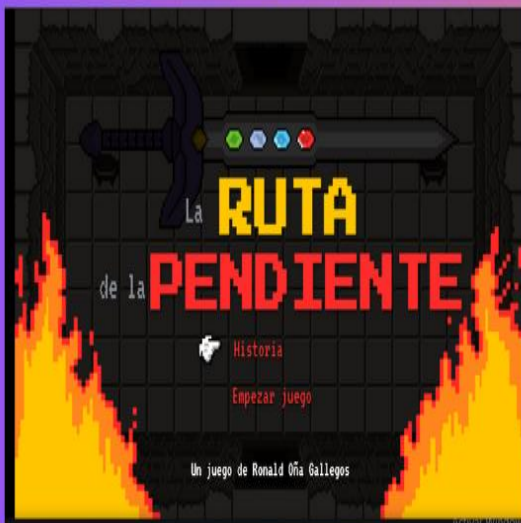 La RUTA
de la PENDIENTE
Historia
Empezar juego
Un juego de Ronald Oña Gallegos